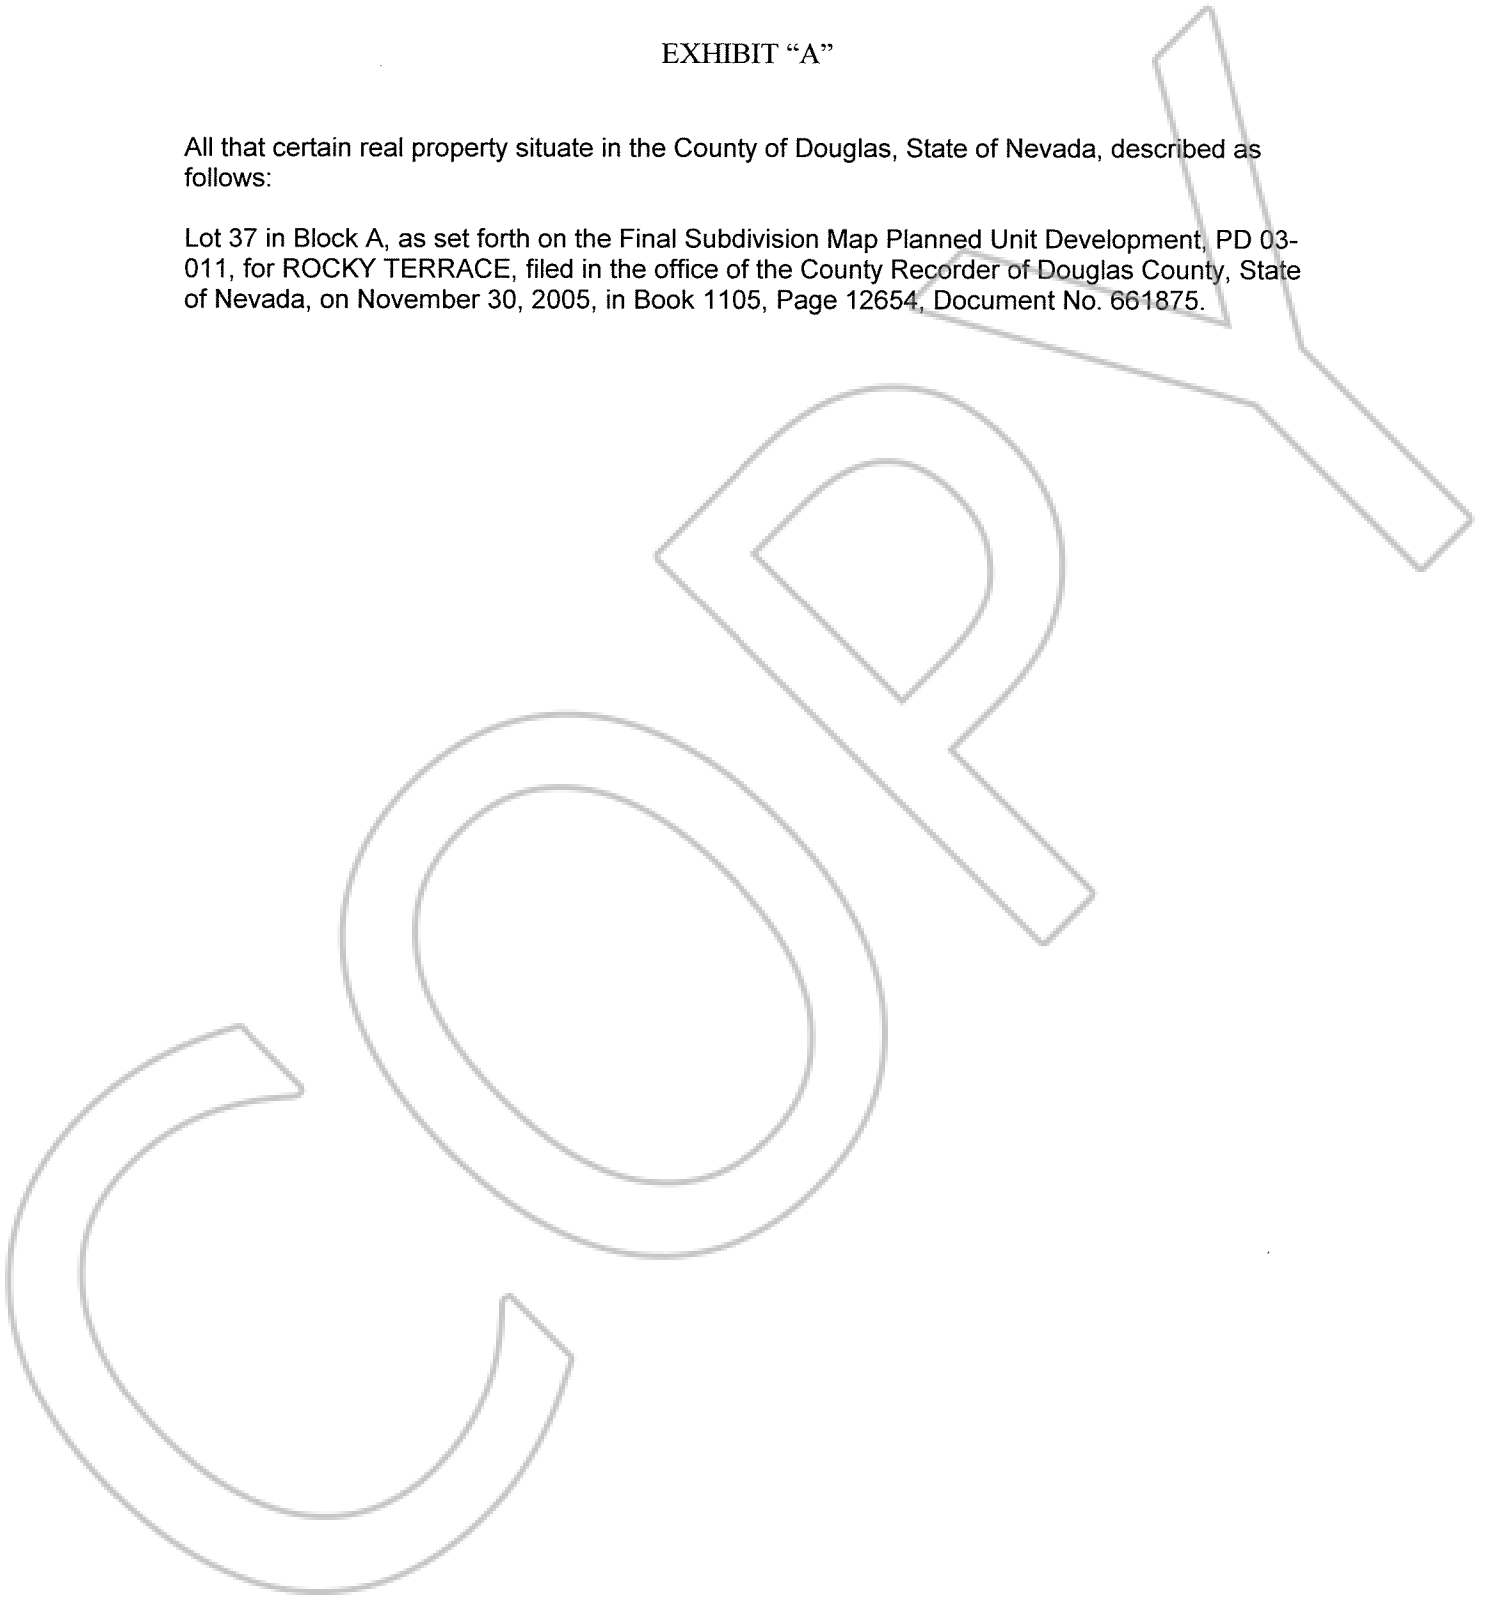 EXHIBIT “A”
All that certain real property situate in the County of Douglas, State of Nevada, described as
follows:
Lot 37 in Block A, as set forth on the Final Subdivision Map Planned Unit Development, PD 03-
011, for ROCKY TERRACE, filed in the office of the County Recorder of Douglas County, State
of Nevada, on November 30, 2005, in Book 1105, Page 12654, Document No. 661875.
COPY